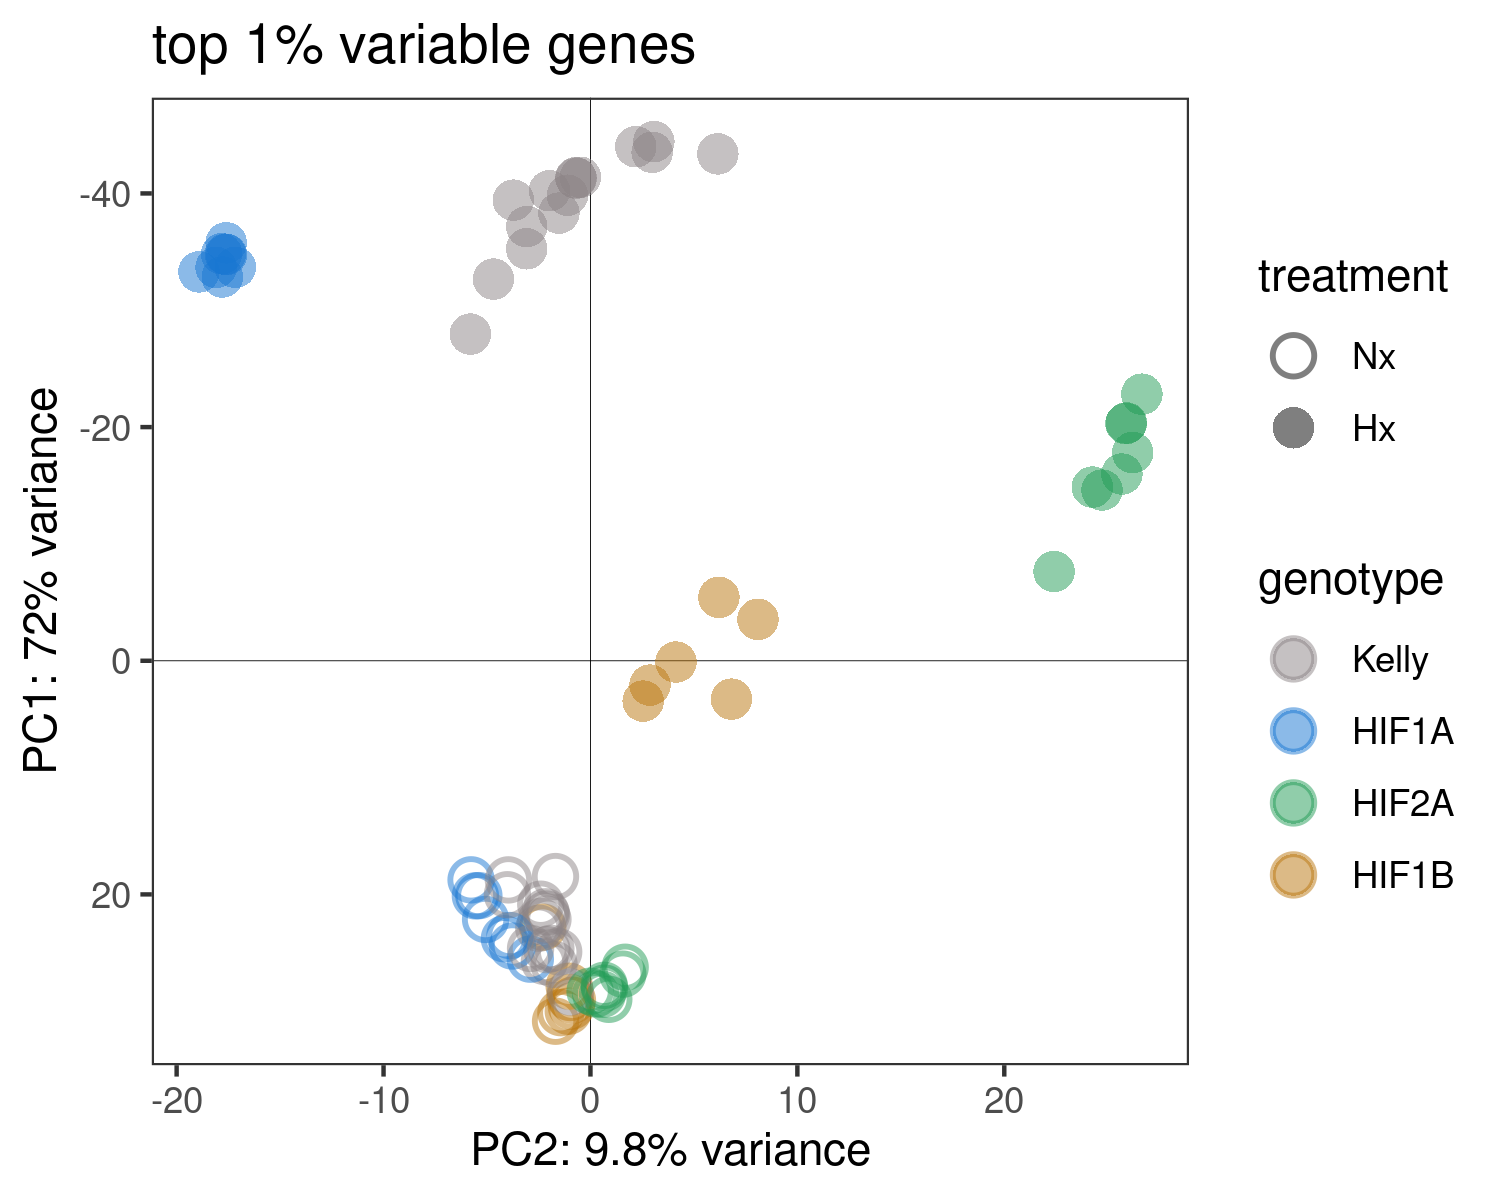 top 1% variable genes
PC1: 72% variance
-40
-20
0
20
-20
-10
0
10
20
PC2: 9.8% variance
treatment
Nx
Hx
genotype
Kelly
HIF1A
HIF2A
HIF1B